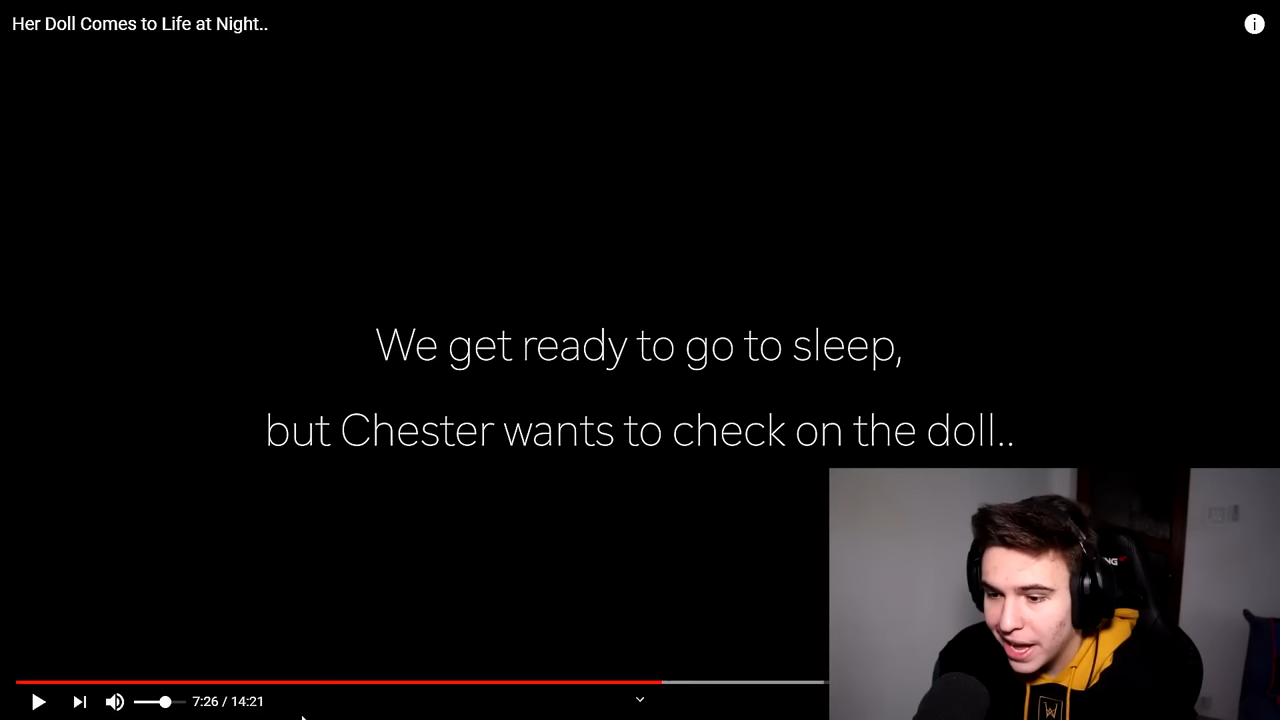 Her Doll Comes to Life at Night..
We get ready to go to sleep,
but Chester wants to check on the doll..
7:26 / 14:21